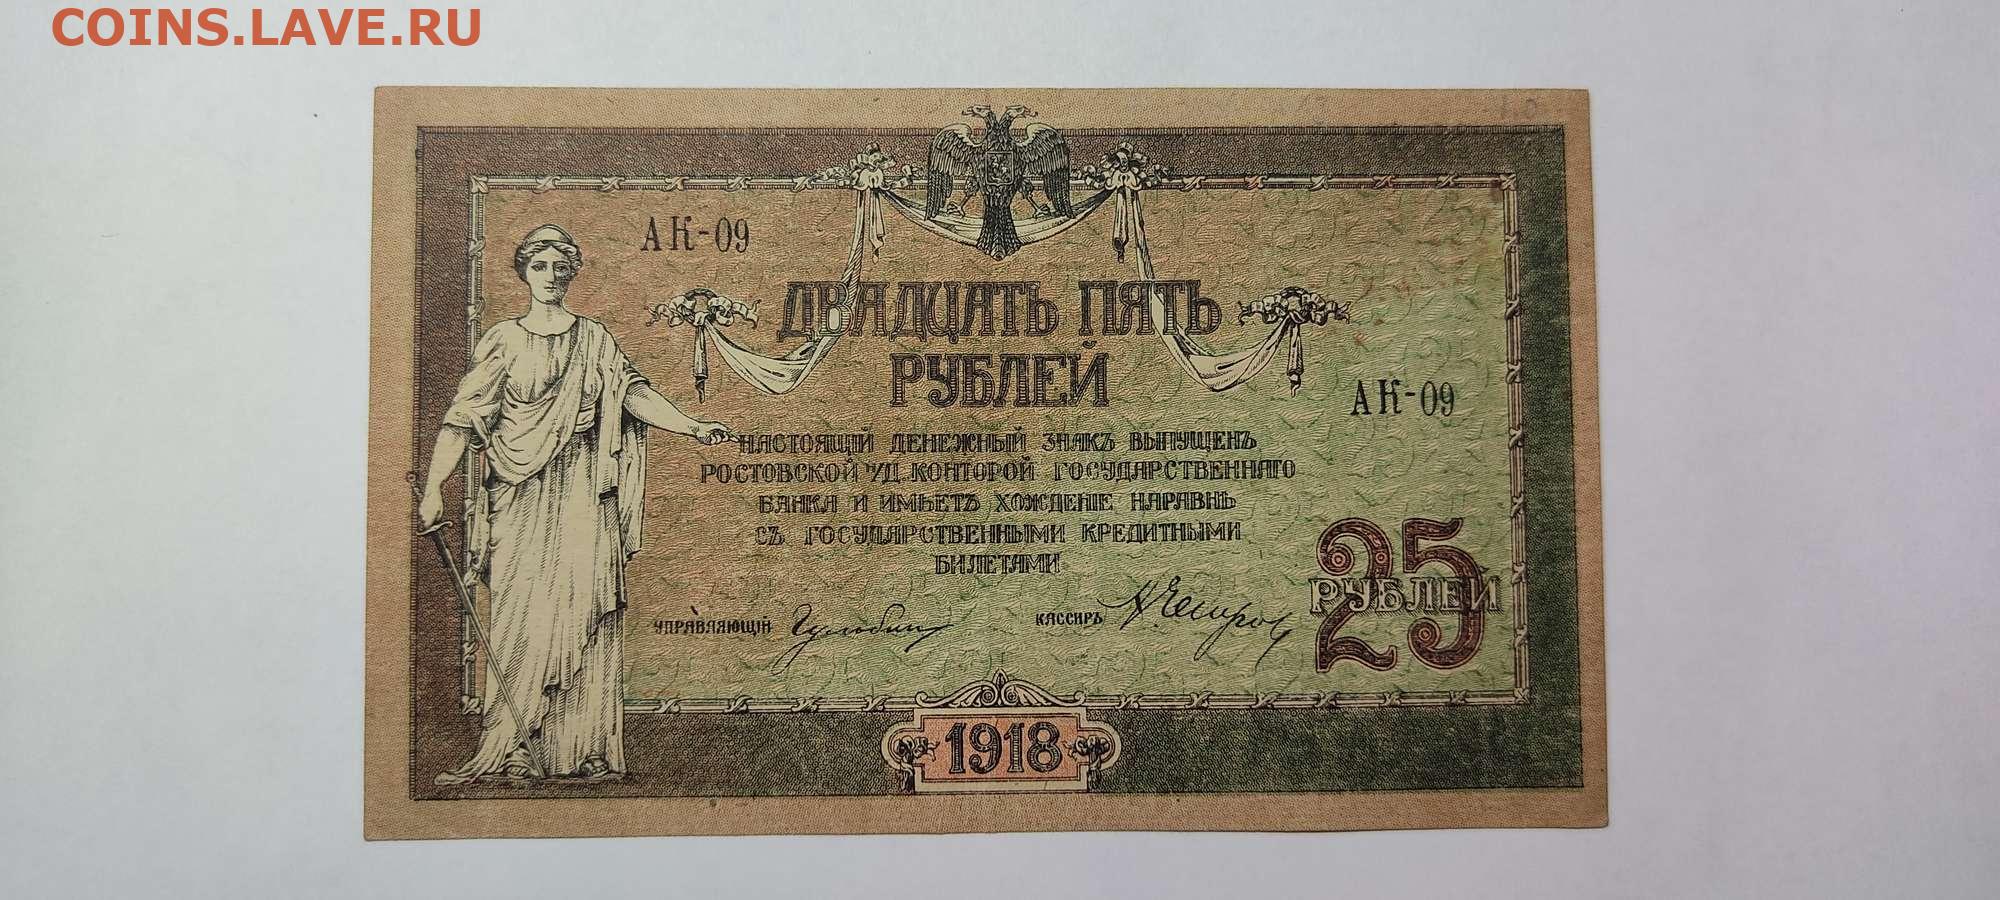 COINS.LAVE.RU
АК-09
ДВАДЦАТЬ ПЯТЬ
РУБЛЕЙ
АК-09
НАСТОЯЩІЙ ДЕНЕЖНЫЙ ЗНАКЪ ВЫПУЩЕНЪ
РОСТОВСКОЙ Н/Д КОНТОРОЙ ГОСУДАРСТВЕННАГО
БАНКА И ИМѢЕТЪ ХОЖДЕНІЕ НАРАВНѢ
СЪ ГОСУДАРСТВЕННЫМИ КРЕДИТНЫМИ
БИЛЕТАМИ
25
РУБЛЕЙ
УПРАВЛЯЮЩІЙ
КАССИРЪ
1918